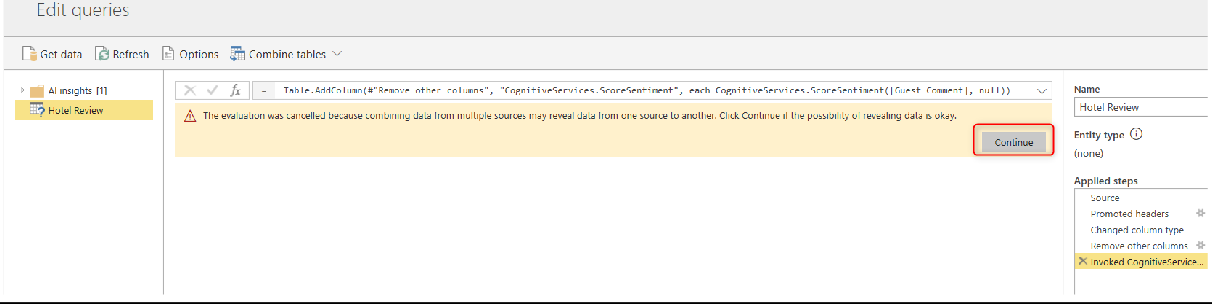 Edit queries
Get data Refresh Options Combine tables
AI insights [1]
Hotel Review
fx = Table.AddColumn(#"Remove other columns", "CognitiveServices.ScoreSentiment", each CognitiveServices.ScoreSentiment([Guest Comment], null))
The evaluation was cancelled because combining data from multiple sources may reveal data from one source to another. Click Continue if the possibility of revealing data is okay.
Continue
Name
Hotel Review
Entity type
(none)
Applied steps
Source
Promoted headers
Changed column type
Remove other columns
Invoked CognitiveService...